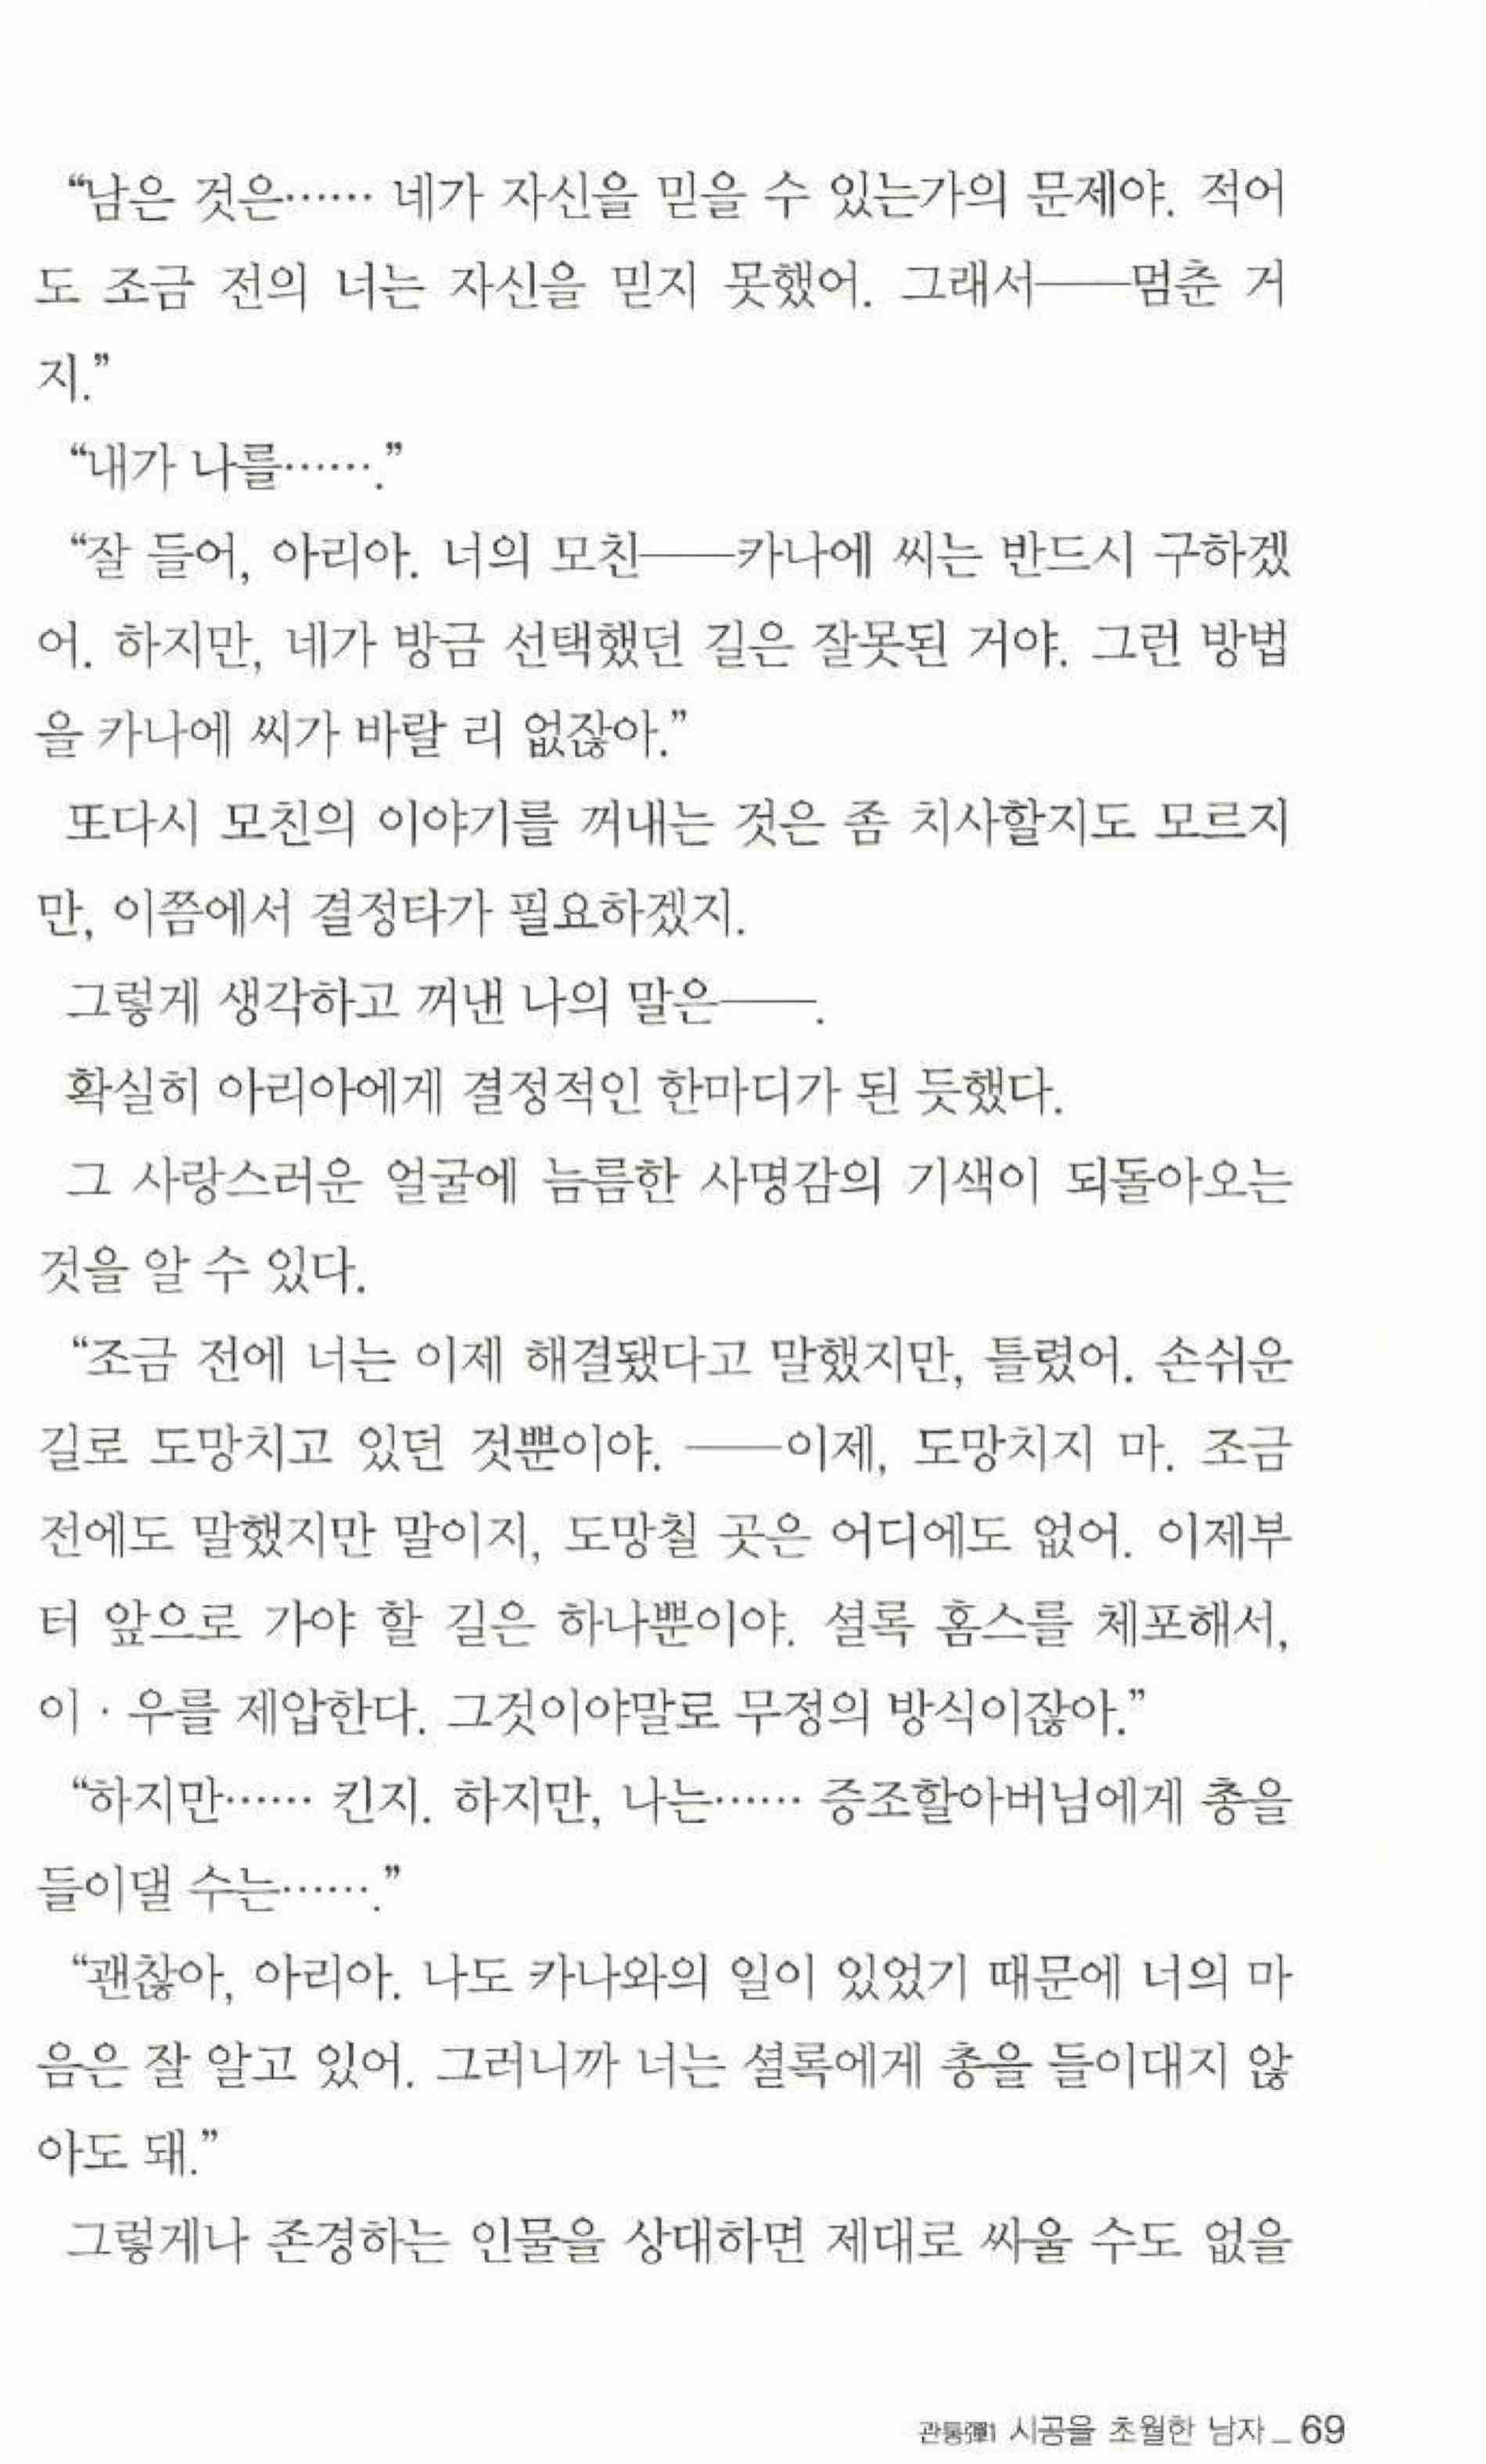 “남은 것은…… 네가 자신을 믿을 수 있는가의 문제야. 적어
도 조금 전의 너는 자신을 믿지 못했어. 그래서──멈춘 거
지.”
“내가 나를…….”
“잘 들어, 아리아. 너의 모친──카나에 씨는 반드시 구하겠
어. 하지만, 네가 방금 선택했던 길은 잘못된 거야. 그런 방법
을 카나에 씨가 바랄 리 없잖아.”
또다시 모친의 이야기를 꺼내는 것은 좀 치사할지도 모르지
만, 이쯤에서 결정타가 필요하겠지.
그렇게 생각하고 꺼낸 나의 말은──.
확실히 아리아에게 결정적인 한마디가 된 듯했다.
그 사랑스러운 얼굴에 늠름한 사명감의 기색이 되돌아오는
것을 알 수 있다.
“조금 전에 너는 이제 해결됐다고 말했지만, 틀렸어. 손쉬운
길로 도망치고 있던 것뿐이야. ──이제, 도망치지 마. 조금
전에도 말했지만 말이지, 도망칠 곳은 어디에도 없어. 이제부
터 앞으로 가야 할 길은 하나뿐이야. 셜록 홈스를 체포해서,
이·우를 제압한다. 그것이야말로 무정의 방식이잖아.”
“하지만…… 킨지. 하지만, 나는…… 증조할아버님에게 총을
들이댈 수는…….”
“괜찮아, 아리아. 나도 카나와의 일이 있었기 때문에 너의 마
음은 잘 알고 있어. 그러니까 너는 셜록에게 총을 들이대지 않
아도 돼.”
그렇게나 존경하는 인물을 상대하면 제대로 싸울 수도 없을
관통彈1 시공을 초월한 남자 _ 69